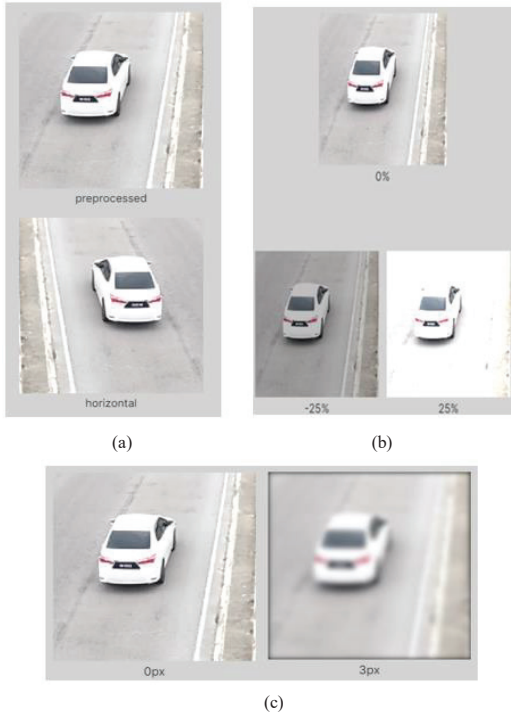 preprocessed
horizontal
(a)
0%
-25% 25%
(b)
0px 3px
(c)